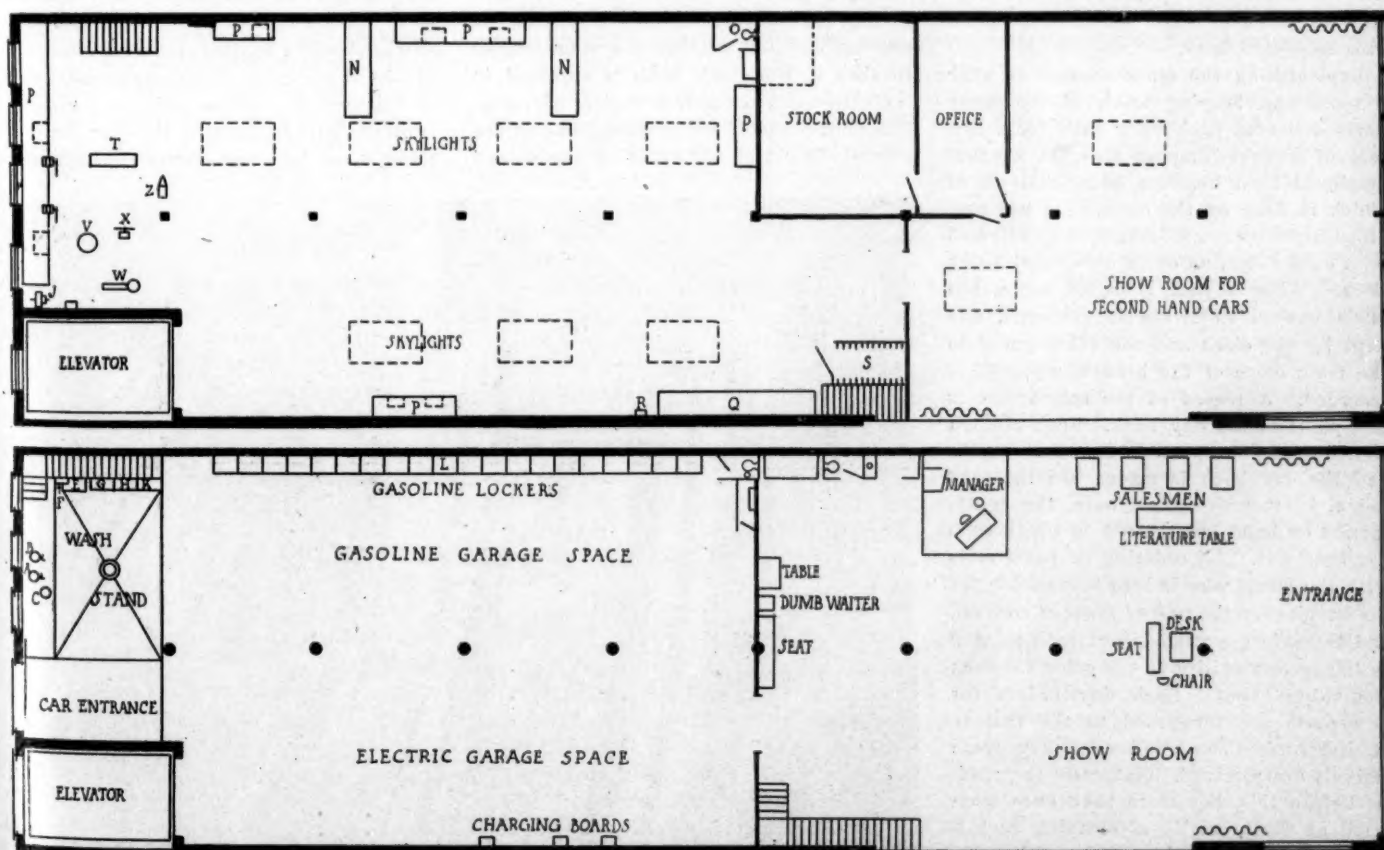 P
P
N
N
P
STOCK ROOM
OFFICE
P
T
SKYLIGHTS
Z
V
X
W
J
SHOW ROOM FOR
SECOND HAND CARS
ELEVATOR
SKYLIGHTS
S
P
R
Q
L
GASOLINE LOCKERS
MANAGER
SALESMEN
LITERATURE TABLE
WASH
STAND
GASOLINE GARAGE SPACE
TABLE
DUMB WAITER
ENTRANCE
C
DESK
SEAT
SEAT
CHAIR
CAR ENTRANCE
ELECTRIC GARAGE SPACE
SHOW ROOM
ELEVATOR
CHARGING BOARDS